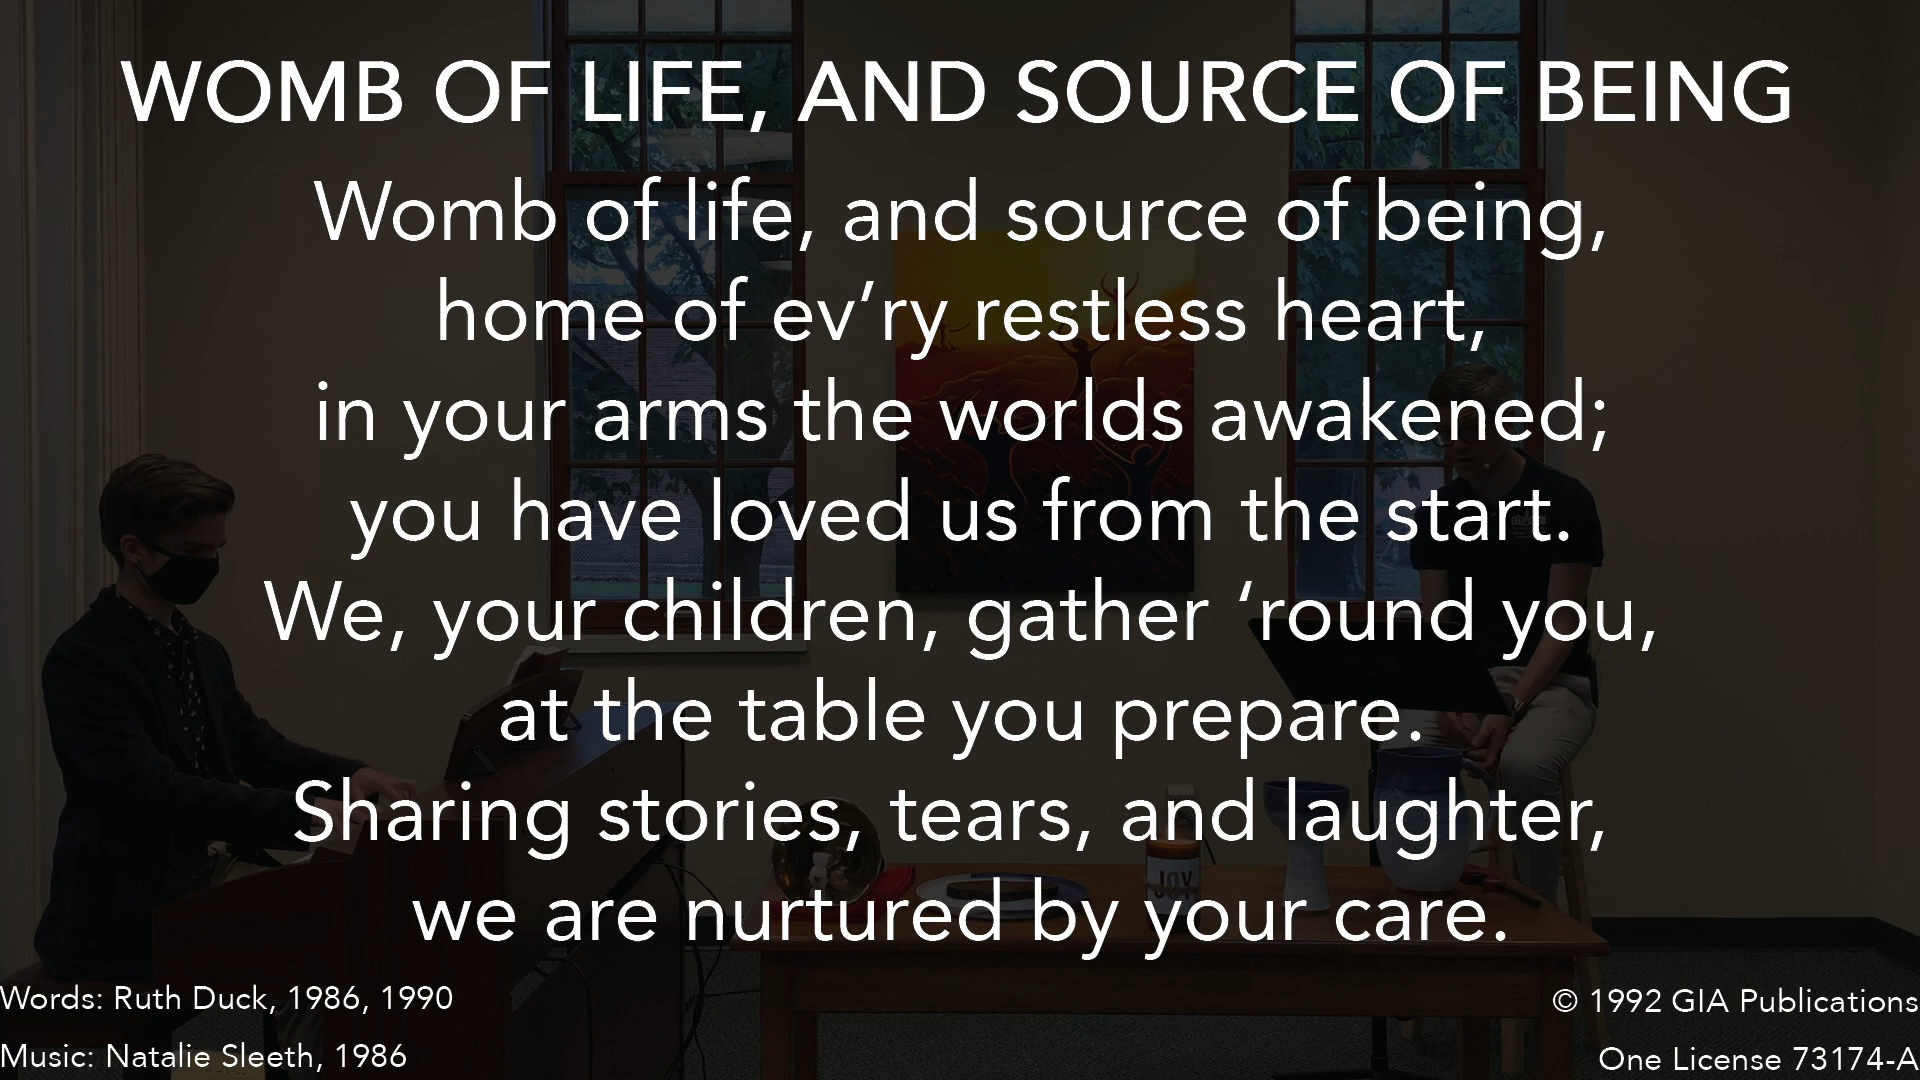 WOMB OF LIFE, AND SOURCE OF BEING
Womb of life, and source of being,
home of ev’ry restless heart,
in your arms the worlds awakened;
you have loved us from the start.
We, your children, gather ‘round you,
at the table you prepare.
Sharing stories, tears, and laughter,
we are nurtured by your care.
JOY
Words: Ruth Duck, 1986, 1990
Music: Natalie Sleeth, 1986
© 1992 GIA Publications
One License 73174-A